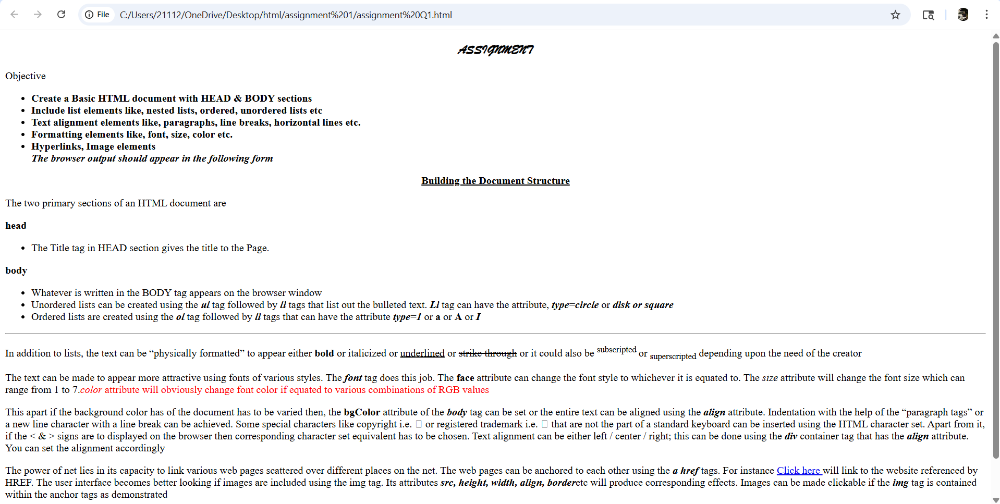 File C:/Users/21112/OneDrive/Desktop/html/assignment%201/assignment%20Q1.html
ASSIGNMENT
Objective
• Create a Basic HTML document with HEAD & BODY sections
• Include list elements like, nested lists, ordered, unordered lists etc
• Text alignment elements like, paragraphs, line breaks, horizontal lines etc.
• Formatting elements like, font, size, color etc.
• Hyperlinks, Image elements
The browser output should appear in the following form
Building the Document Structure
The two primary sections of an HTML document are
head
• The Title tag in HEAD section gives the title to the Page.
body
• Whatever is written in the BODY tag appears on the browser window
• Unordered lists can be created using the ul tag followed by li tags that list out the bulleted text. Li tag can have the attribute, type=circle or disk or square
• Ordered lists are created using the ol tag followed by li tags that can have the attribute type=1 or a or A or I
In addition to lists, the text can be “physically formatted” to appear either bold or italicized or underlined or strike through or it could also be subscripted or superscripted depending upon the need of the creator
The text can be made to appear more attractive using fonts of various styles. The font tag does this job. The face attribute can change the font style to whichever it is equated to. The size attribute will change the font size which can
range from 1 to 7.color attribute will obviously change font color if equated to various combinations of RGB values
This apart if the background color has of the document has to be varied then, the bgColor attribute of the body tag can be set or the entire text can be aligned using the align attribute. Indentation with the help of the “paragraph tags” or
a new line character with a line break can be achieved. Some special characters like copyright i.e.  or registered trademark i.e.  that are not the part of a standard keyboard can be inserted using the HTML character set. Apart from it,
if the < & > signs are to displayed on the browser then corresponding character set equivalent has to be chosen. Text alignment can be either left / center / right; this can be done using the div container tag that has the align attribute.
You can set the alignment accordingly
The power of net lies in its capacity to link various web pages scattered over different places on the net. The web pages can be anchored to each other using the a href tags. For instance Click here will link to the website referenced by
HREF. The user interface becomes better looking if images are included using the img tag. Its attributes src, height, width, align, borderetc will produce corresponding effects. Images can be made clickable if the img tag is contained
within the anchor tags as demonstrated